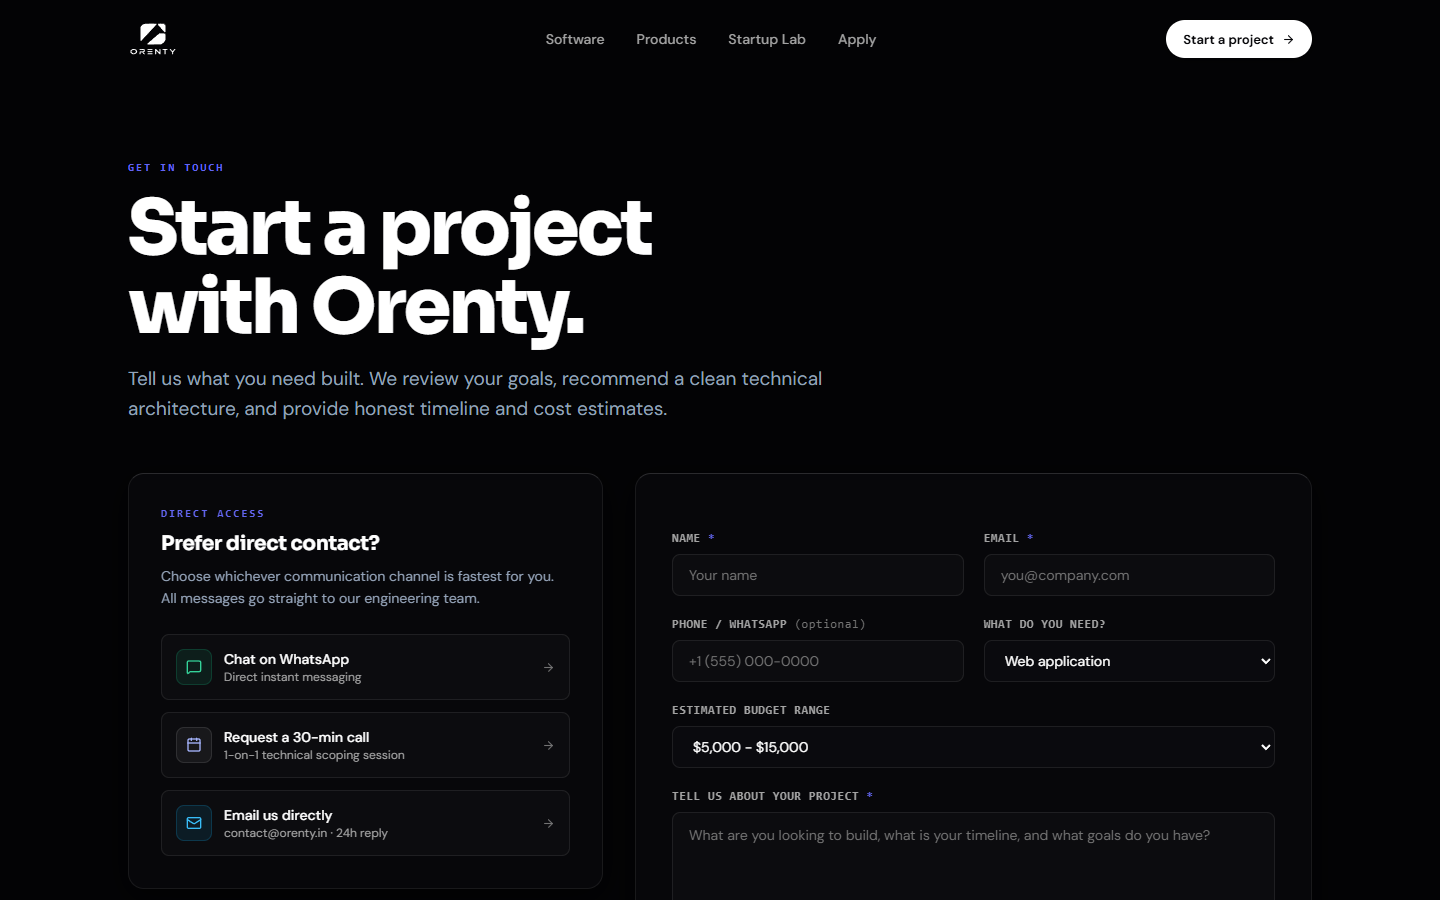 ORENTY
Software
Products
Startup Lab
Apply
Start a project →
GET IN TOUCH
Start a project
with Orenty.
Tell us what you need built. We review your goals, recommend a clean technical
architecture, and provide honest timeline and cost estimates.
DIRECT ACCESS
Prefer direct contact?
Choose whichever communication channel is fastest for you.
All messages go straight to our engineering team.
Chat on WhatsApp
Direct instant messaging
→
Request a 30-min call
1-on-1 technical scoping session
→
Email us directly
contact@orenty.in · 24h reply
→
NAME *
Your name
EMAIL *
you@company.com
PHONE / WHATSAPP (optional)
+1 (555) 000-0000
WHAT DO YOU NEED?
Web application
ESTIMATED BUDGET RANGE
$5,000 – $15,000
TELL US ABOUT YOUR PROJECT *
What are you looking to build, what is your timeline, and what goals do you have?